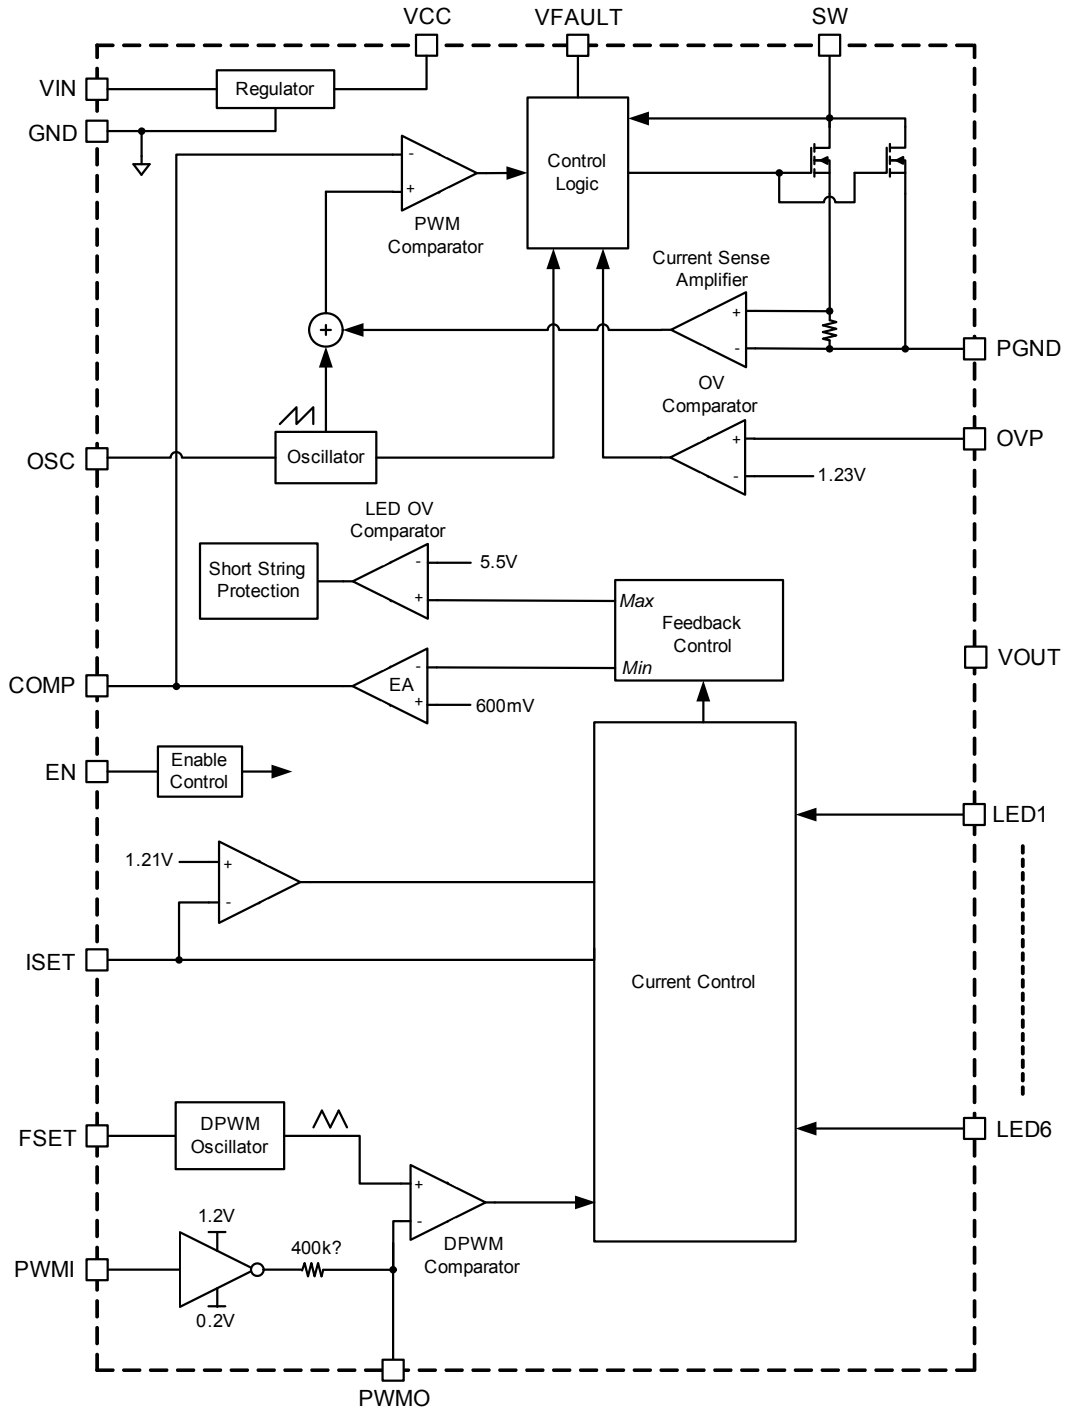 VCC
VFAULT
SW
VIN
Regulator
GND
-
+
PWM
Comparator
Control
Logic
Current Sense
Amplifier
+
-
+
PGND
OV
Comparator
+
-
1.23V
OVP
OSC
Oscillator
LED OV
Comparator
Short String
Protection
-
+
5.5V
Max
Feedback
Control
Min
VOUT
COMP
EA
-
+
600mV
EN
Enable
Control
LED1
1.21V
+
-
ISET
Current Control
FSET
DPWM
Oscillator
LED6
+
-
DPWM
Comparator
1.2V
400k?
PWMI
0.2V
PWMO